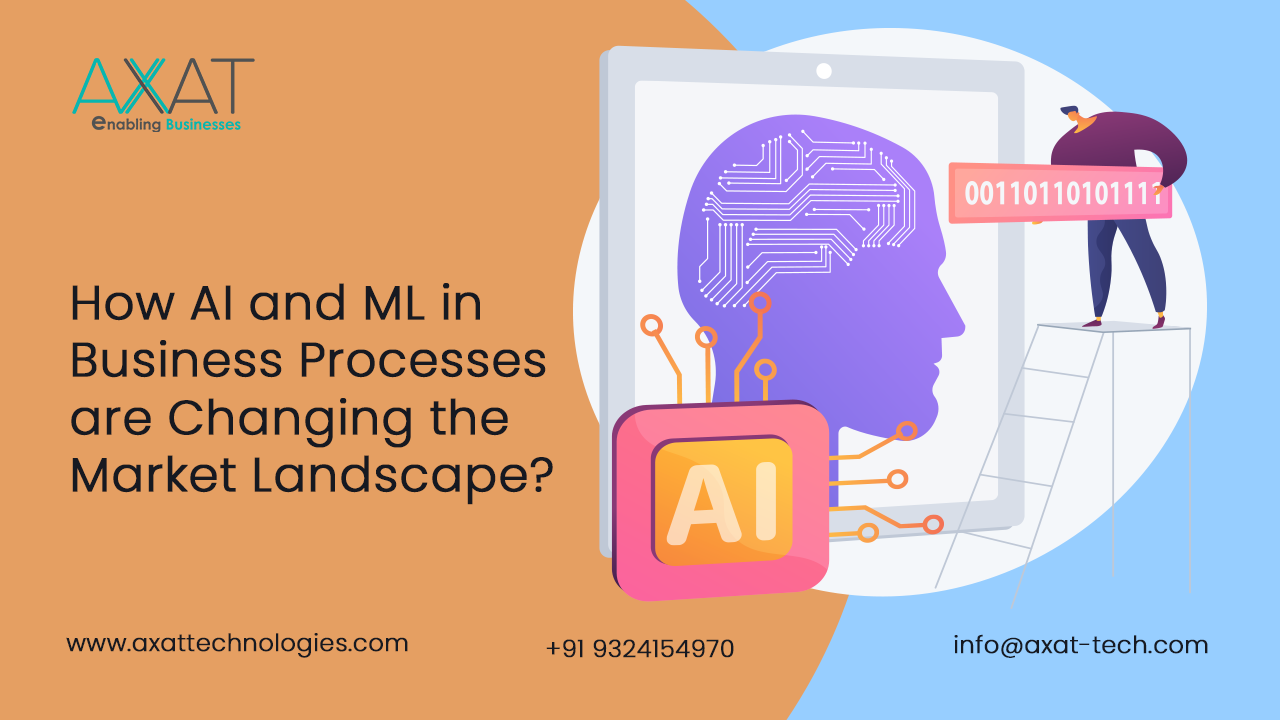 AXAT
enabling Businesses
00110110101111
How AI and ML in
Business Processes
are Changing the
Market Landscape?
AI
www.axattechnologies.com
+91 9324154970
info@axat-tech.com